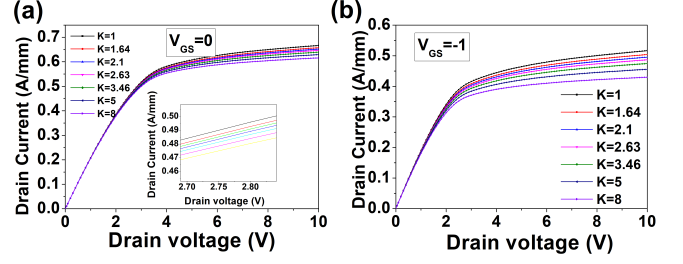 (a)
Drain Current (A/mm)
0.7
0.6
0.5
0.4
0.3
0.2
0.1
0.0
K=1
K=1.64
K=2.1
K=2.63
K=3.46
K=5
K=8
V_GS=0
Drain Current (A/mm)
0.50
0.49
0.48
0.47
0.46
2.70 2.75 2.80
Drain voltage (V)
0 2 4 6 8 10
Drain voltage (V)
(b)
Drain Current (A/mm)
0.6
0.5
0.4
0.3
0.2
0.1
0.0
V_GS=-1
K=1
K=1.64
K=2.1
K=2.63
K=3.46
K=5
K=8
0 2 4 6 8 10
Drain voltage (V)